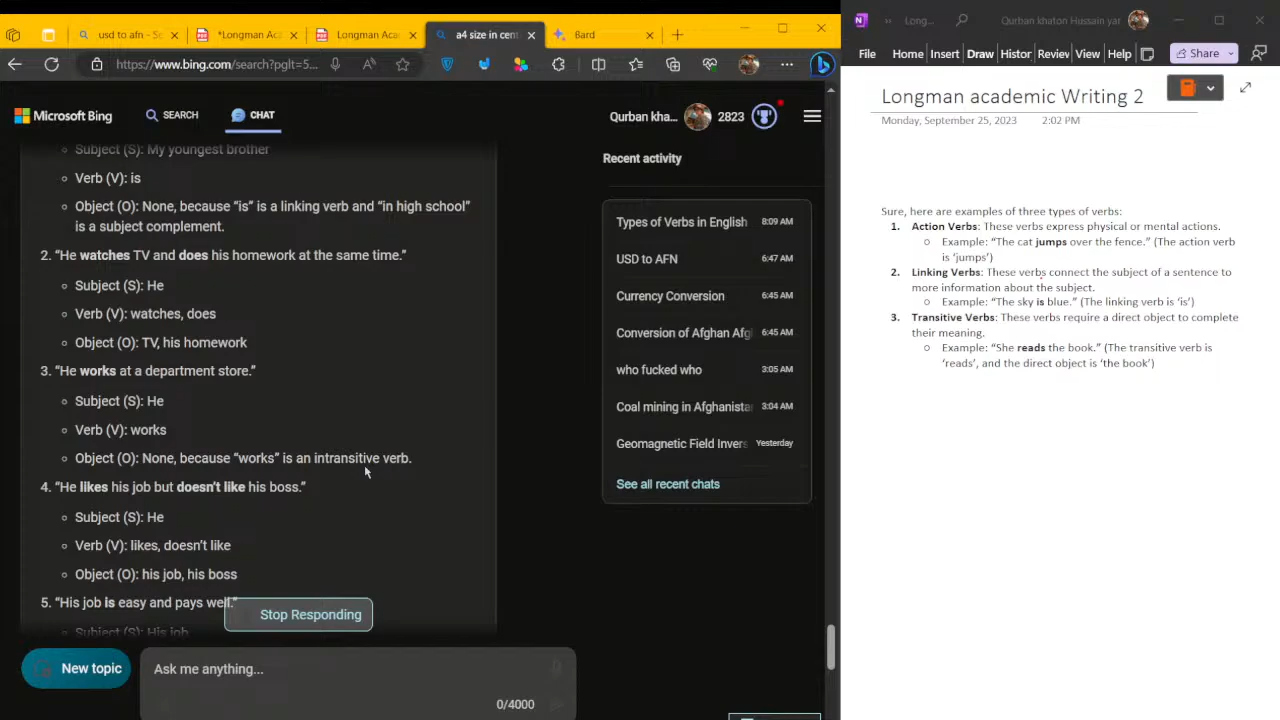 usd to afn - Se
*Longman Aca
Longman Aca
a4 size in cent
Bard
https://www.bing.com/search?pglt=5...
Microsoft Bing
SEARCH
CHAT
Qurban kha...
2823
Subject (S): My youngest brother
Verb (V): is
Object (O): None, because “is” is a linking verb and “in high school”
is a subject complement.
2. “He watches TV and does his homework at the same time.”
Subject (S): He
Verb (V): watches, does
Object (O): TV, his homework
3. “He works at a department store.”
Subject (S): He
Verb (V): works
Object (O): None, because “works” is an intransitive verb.
4. “He likes his job but doesn’t like his boss.”
Subject (S): He
Verb (V): likes, doesn’t like
Object (O): his job, his boss
5. “His job is easy and pays well.”
Subject (S): His job
Stop Responding
New topic
Ask me anything...
0/4000
Recent activity
Types of Verbs in English
8:09 AM
USD to AFN
6:47 AM
Currency Conversion
6:45 AM
Conversion of Afghan Afg
6:45 AM
who fucked who
3:05 AM
Coal mining in Afghanista
3:04 AM
Geomagnetic Field Invers
Yesterday
See all recent chats
N
Long...
Qurban khaton Hussain yar
File Home Insert Draw Histor Review View Help
Share
Longman academic Writing 2
Monday, September 25, 2023 2:02 PM
Sure, here are examples of three types of verbs:
1. Action Verbs: These verbs express physical or mental actions.
Example: “The cat jumps over the fence.” (The action verb
is ‘jumps’)
2. Linking Verbs: These verbs connect the subject of a sentence to
more information about the subject.
Example: “The sky is blue.” (The linking verb is ‘is’)
3. Transitive Verbs: These verbs require a direct object to complete
their meaning.
Example: “She reads the book.” (The transitive verb is
‘reads’, and the direct object is ‘the book’)